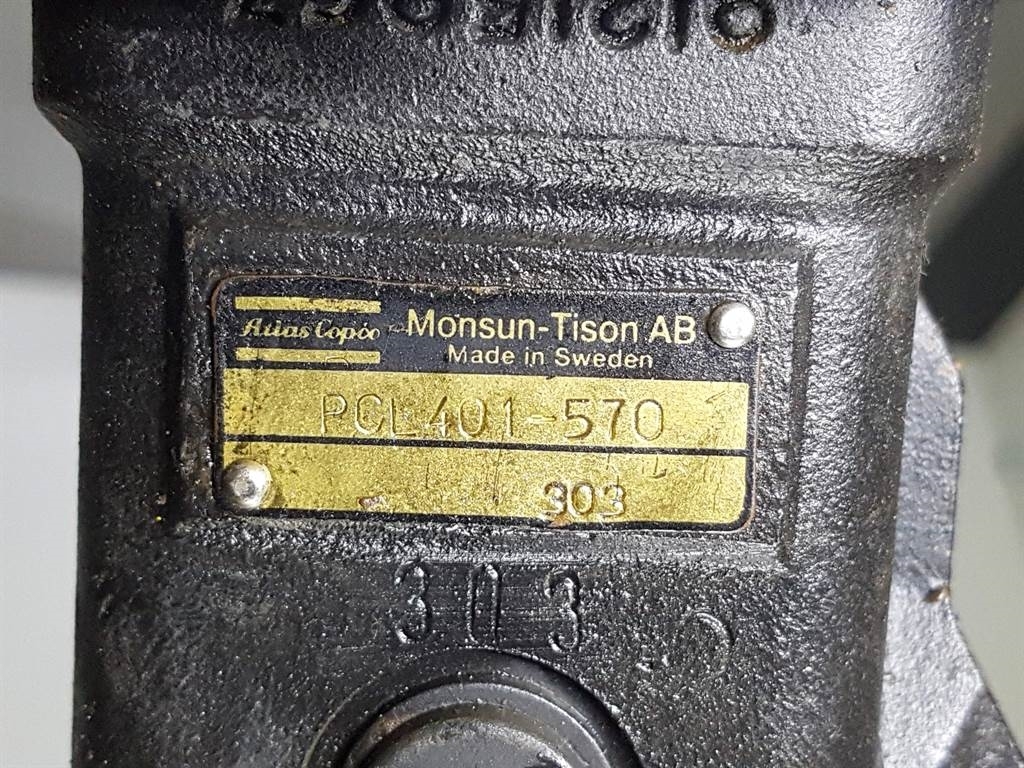 Atlas Copco Monsun-Tison AB
Made in Sweden
PCL401-570
303
303